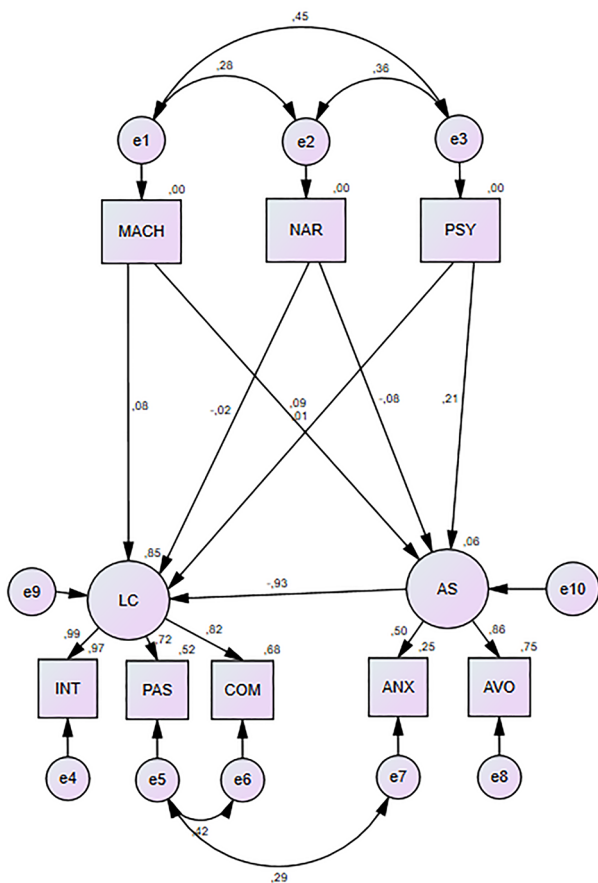 ,45
,28
,36
e1
e2
e3
,00
,00
,00
MACH
NAR
PSY
,08
-,02
,09
,01
-,08
,21
,85
,06
e9
LC
-,93
AS
e10
,99
,97
,72
,52
,82
,68
,50
,25
,86
,75
INT
PAS
COM
ANX
AVO
e4
e5
e6
e7
e8
,42
,29